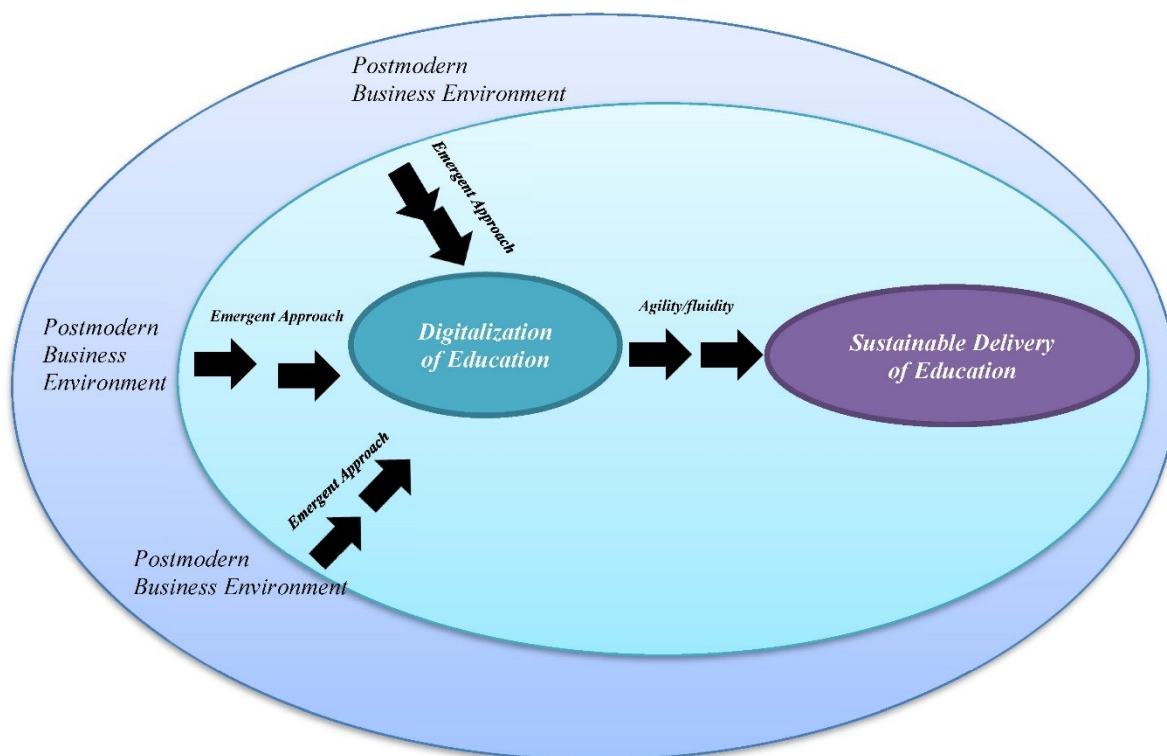 Postmodern
Business Environment
Emergent Approach
Emergent Approach
Postmodern
Business
Environment
Digitalization
of Education
Agility/fluidity
Sustainable Delivery
of Education
Emergent Approach
Postmodern
Business Environment